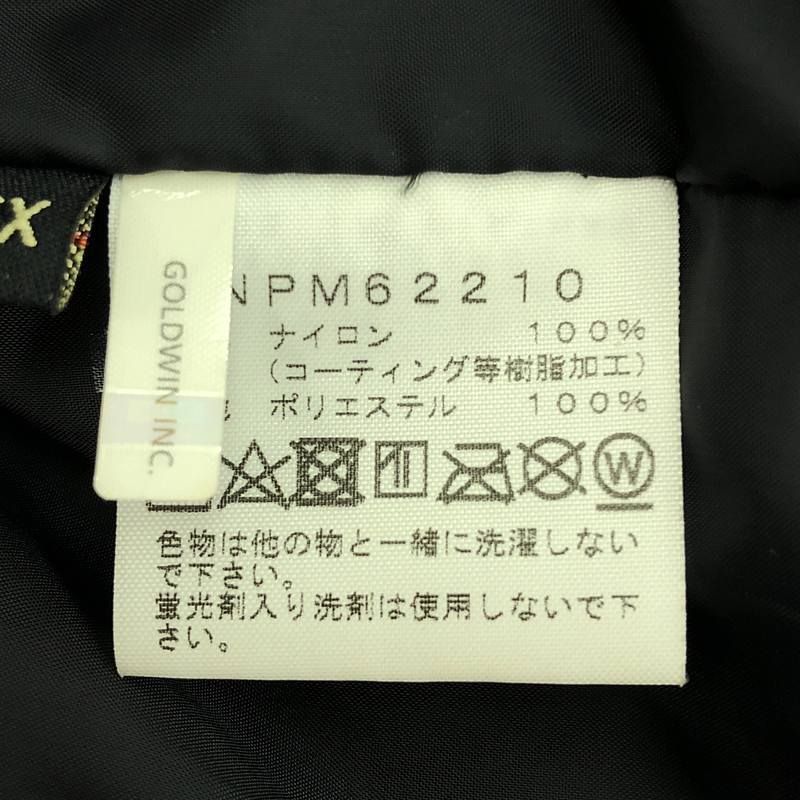 GOLDWIN INC.
NPM62210
ナイロン 100%
(コーティング等樹脂加工)
ポリエステル 100%
W
色物は他の物と一緒に洗濯しない
で下さい。
蛍光剤入り洗剤は使用しないで下
さい。